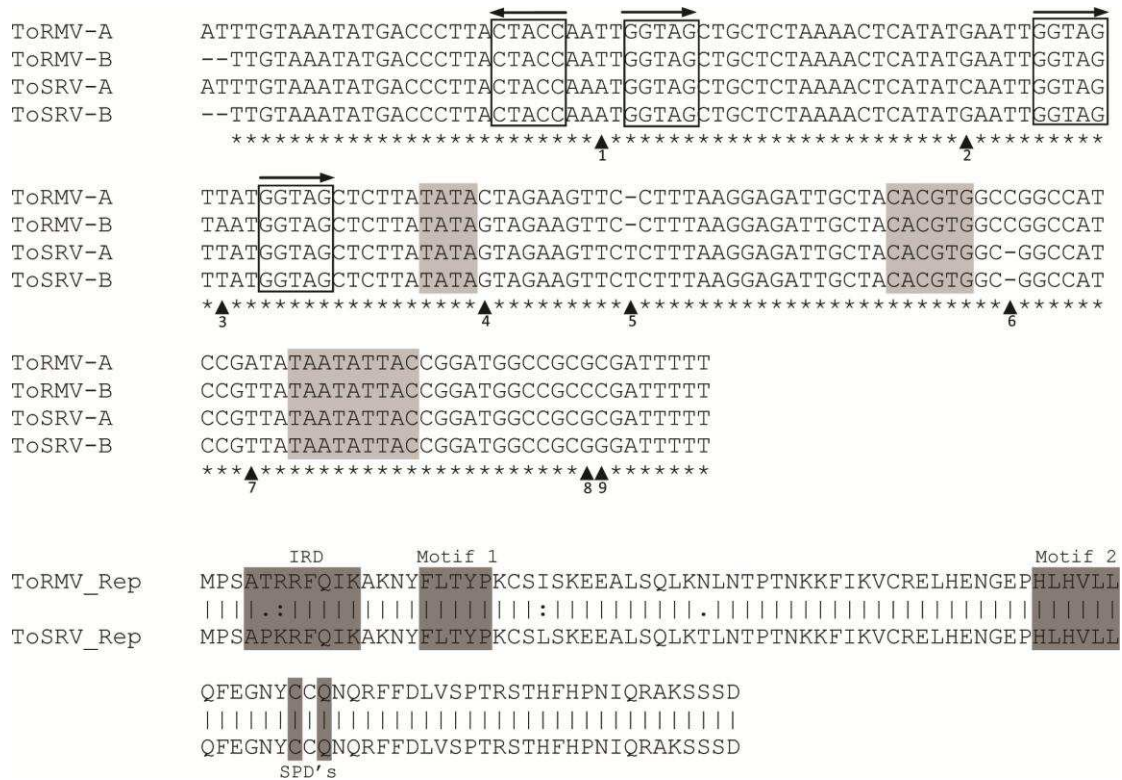 ToRMV-A ATTTGTAAATATGACCCTTACTACCAATTGGTAGCTGCTCTAAAACTCATATGAATTGGTAG
ToRMV-B --TTGTAAATATGACCCTTACTACCAATTGGTAGCTGCTCTAAAACTCATATGAATTGGTAG
ToSRV-A ATTTGTAAATATGACCCTTACTACCAAATGGTAGCTGCTCTAAAACTCATATCAATTGGTAG
ToSRV-B --TTGTAAATATGACCCTTACTACCAAATGGTAGCTGCTCTAAAACTCATATGAATTGGTAG
*************************▲************************▲*********
1 2
ToRMV-A TTATGGTAGCTCTTATATACTAGAAGTTC-CTTTAAGGAGATTGCTACACGTGGCCGGCCAT
ToRMV-B TAATGGTAGCTCTTATATAGTAGAAGTTC-CTTTAAGGAGATTGCTACACGTGGCCGGCCAT
ToSRV-A TTATGGTAGCTCTTATATAGTAGAAGTTCTCTTTAAGGAGATTGCTACACGTGGC-GGCCAT
ToSRV-B TTATGGTAGCTCTTATATAGTAGAAGTTCTCTTTAAGGAGATTGCTACACGTGGC-GGCCAT
*▲*****************▲*********▲*************************▲******
3 4 5 6
ToRMV-A CCGATATAATATTACCGGATGGCCGCGCGATTTTT
ToRMV-B CCGTTATAATATTACCGGATGGCCGCCCGATTTTT
ToSRV-A CCGTTATAATATTACCGGATGGCCGCGCGATTTTT
ToSRV-B CCGTTATAATATTACCGGATGGCCGCGGGATTTTT
***▲**********************▲▲*******
7 8 9
IRD Motif 1 Motif 2
ToRMV_Rep MPSATRRFQIKAKNYFLTYPKCSISKEEALSQLKNLNTPTNKKFIKVCRELHENGEPHLHVLL
||||.:|||||||||||||||||:||||||||||.||||||||||||||||||||||||||||
ToSRV_Rep MPSAPKRFQIKAKNYFLTYPKCSLSKEEALSQLKTLNTPTNKKFIKVCRELHENGEPHLHVLL
QFEGNYCCQNQRFFDLVSPTRSTHFHPNIQRAKSSSD
|||||||||||||||||||||||||||||||||||||
QFEGNYCCQNQRFFDLVSPTRSTHFHPNIQRAKSSSD
SPD's